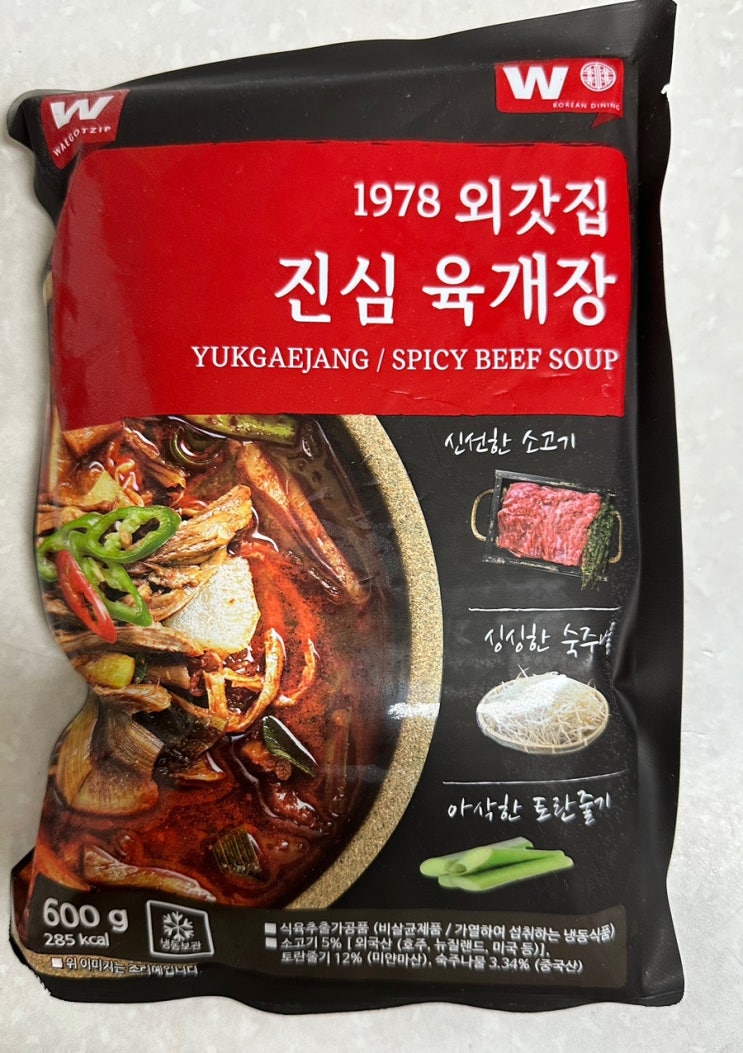 W
WAEGOTZIP
W
KOREAN DINING
1978 외갓집
진심 육개장
YUKGAEJANG / SPICY BEEF SOUP
신선한 소고기
싱싱한
아삭한 토란줄기
600 g
285 kcal
냉동보관
■ 위 이미지는 조리예입니다.
■ 식육추출가공품 (비살균제품 / 가열하여 섭취하는 냉동식품)
■ 소고기 5% [ 외국산 (호주, 뉴질랜드, 미국 등)],
토란줄기 12% (미얀마산), 숙주나물 3.34% (중국산)